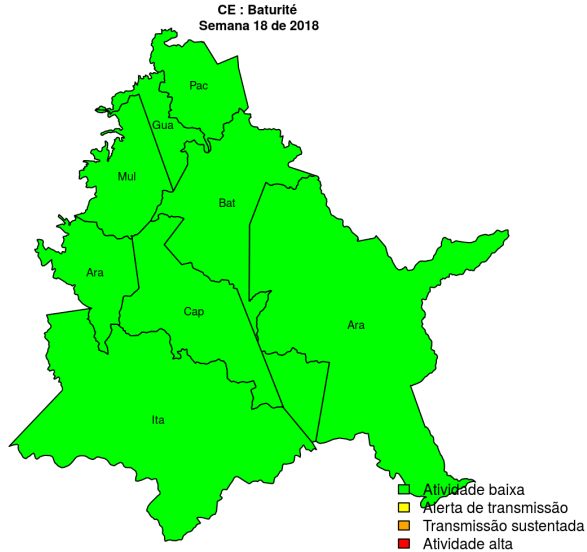 CE : Baturité
Semana 18 de 2018
Pac
Gua
Mul
Bat
Ara
Cap
Ara
Ita
Atividade baixa
Alerta de transmissão
Transmissão sustentada
Atividade alta